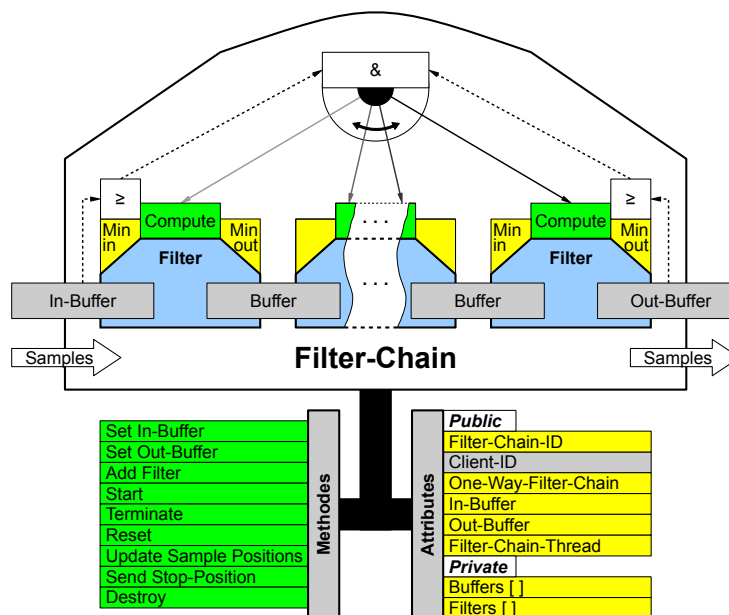 &
≥
≥
Compute
Compute
Min in
Min out
Min in
Min out
. . .
Filter
Filter
. . .
In-Buffer
Buffer
Buffer
Out-Buffer
Samples
Filter-Chain
Samples
Methodes
Set In-Buffer
Set Out-Buffer
Add Filter
Start
Terminate
Reset
Update Sample Positions
Send Stop-Position
Destroy
Attributes
Public
Filter-Chain-ID
Client-ID
One-Way-Filter-Chain
In-Buffer
Out-Buffer
Filter-Chain-Thread
Private
Buffers [ ]
Filters [ ]